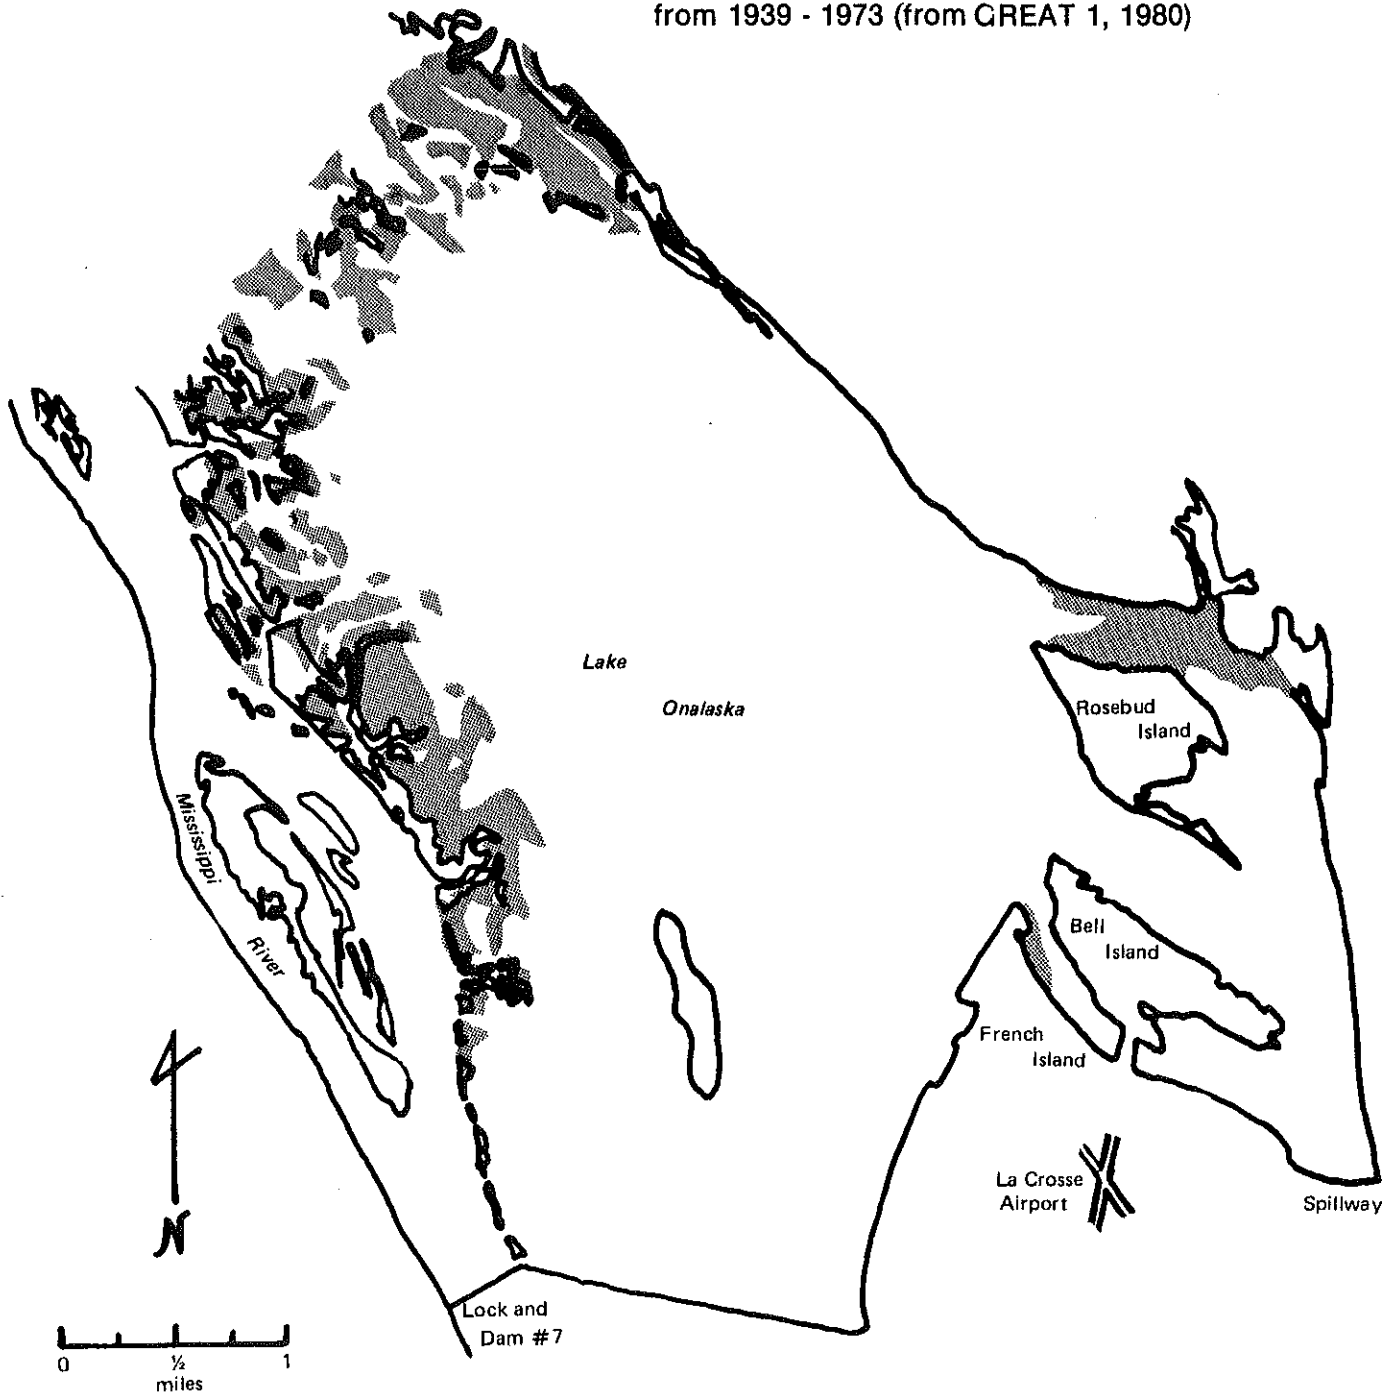 from 1939 - 1973 (from GREAT 1, 1980)
Lake
Onalaska
Rosebud
Island
Mississippi
River
Bell
Island
French
Island
La Crosse
Airport
Spillway
N
Lock and
Dam #7
0 ½ 1
miles